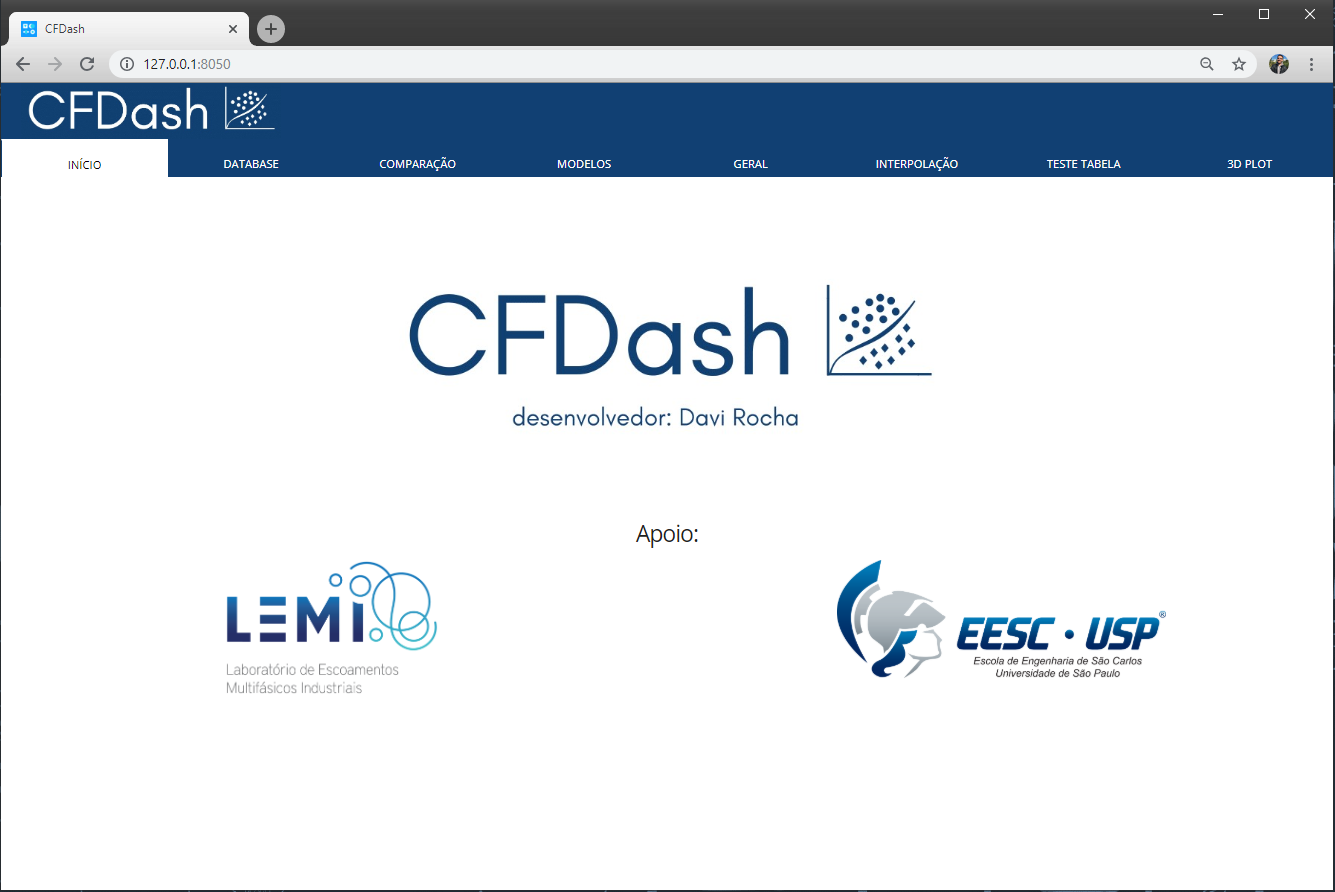 CFDash
127.0.0.1:8050
CFDash
INÍCIO DATABASE COMPARAÇÃO MODELOS GERAL INTERPOLAÇÃO TESTE TABELA 3D PLOT
CFDash
desenvolvedor: Davi Rocha
Apoio:
LEMI
Laboratório de Escoamentos
Multifásicos Industriais
EESC • USP®
Escola de Engenharia de São Carlos
Universidade de São Paulo